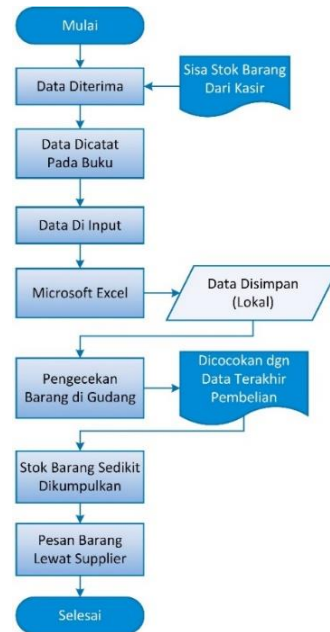 Mulai
Data Diterima
Sisa Stok Barang
Dari Kasir
Data Dicatat
Pada Buku
Data Di Input
Microsoft Excel
Data Disimpan
(Lokal)
Pengecekan
Barang di Gudang
Dicocokan dgn
Data Terakhir
Pembelian
Stok Barang Sedikit
Dikumpulkan
Pesan Barang
Lewat Supplier
Selesai